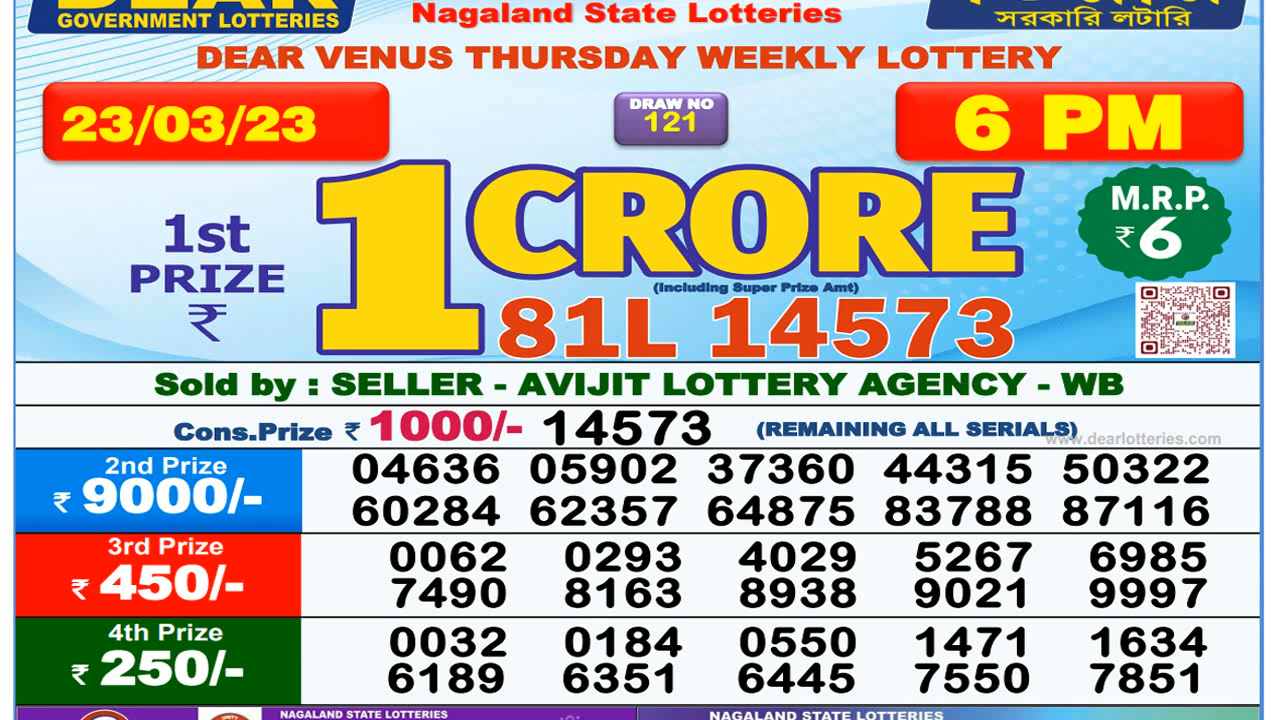 DEAR
GOVERNMENT LOTTERIES
Nagaland State Lotteries
সরকারি লটারি
DEAR VENUS THURSDAY WEEKLY LOTTERY
23/03/23
DRAW NO
121
6 PM
1st
PRIZE
₹
1 CRORE
(Including Super Prize Amt)
81L 14573
M.R.P.
₹6
Sold by : SELLER - AVIJIT LOTTERY AGENCY - WB
Cons.Prize ₹ 1000/- 14573 (REMAINING ALL SERIALS)
www.dearlotteries.com
2nd Prize
₹ 9000/-
04636 05902 37360 44315 50322
60284 62357 64875 83788 87116
3rd Prize
₹ 450/-
0062 0293 4029 5267 6985
7490 8163 8938 9021 9997
4th Prize
₹ 250/-
0032 0184 0550 1471 1634
6189 6351 6445 7550 7851
NAGALAND STATE LOTTERIES
NAGALAND STATE LOTTERIES